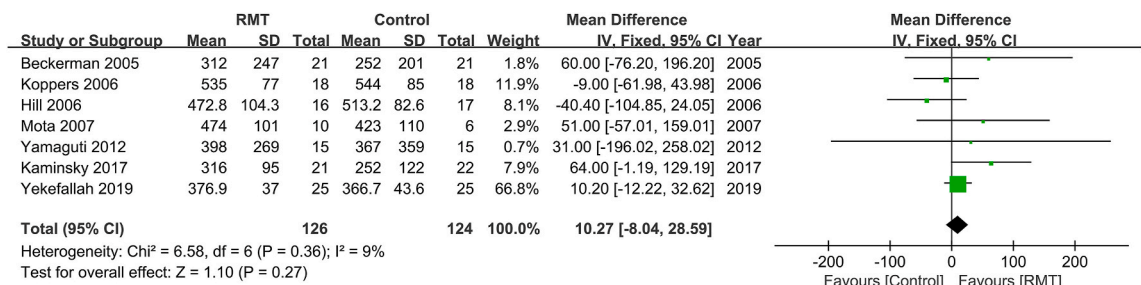 RMT Control Mean Difference Mean Difference
Study or Subgroup Mean SD Total Mean SD Total Weight IV, Fixed, 95% CI Year IV, Fixed, 95% CI
Beckerman 2005 312 247 21 252 201 21 1.8% 60.00 [-76.20, 196.20] 2005
Koppers 2006 535 77 18 544 85 18 11.9% -9.00 [-61.98, 43.98] 2006
Hill 2006 472.8 104.3 16 513.2 82.6 17 8.1% -40.40 [-104.85, 24.05] 2006
Mota 2007 474 101 10 423 110 6 2.9% 51.00 [-57.01, 159.01] 2007
Yamaguti 2012 398 269 15 367 359 15 0.7% 31.00 [-196.02, 258.02] 2012
Kaminsky 2017 316 95 21 252 122 22 7.9% 64.00 [-1.19, 129.19] 2017
Yekefallah 2019 376.9 37 25 366.7 43.6 25 66.8% 10.20 [-12.22, 32.62] 2019
Total (95% CI) 126 124 100.0% 10.27 [-8.04, 28.59]
Heterogeneity: Chi² = 6.58, df = 6 (P = 0.36); I² = 9%
Test for overall effect: Z = 1.10 (P = 0.27)
-200 -100 0 100 200
Favours [Control] Favours [RMT]